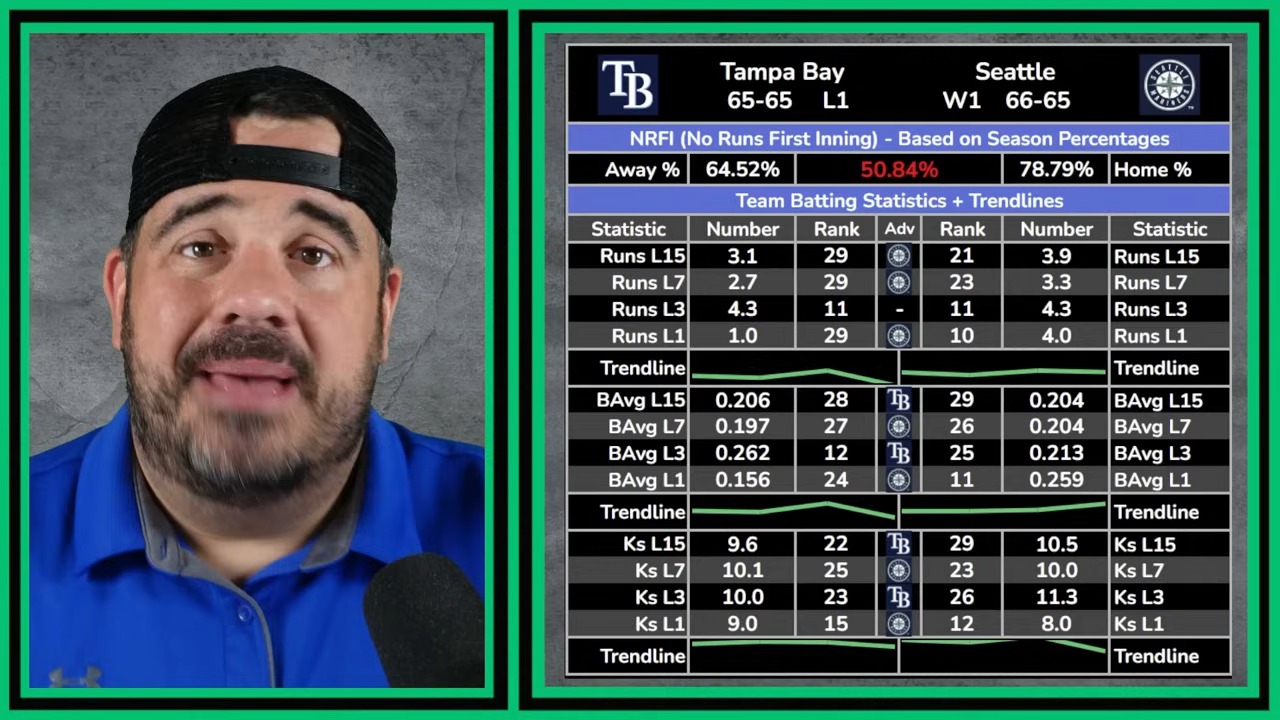 TB Tampa Bay Seattle SEATTLE MARINERS
65-65 L1 W1 66-65
NRFI (No Runs First Inning) - Based on Season Percentages
Away % 64.52% 50.84% 78.79% Home %
Team Batting Statistics + Trendlines
Statistic Number Rank Adv Rank Number Statistic
Runs L15 3.1 29 21 3.9 Runs L15
Runs L7 2.7 29 23 3.3 Runs L7
Runs L3 4.3 11 - 11 4.3 Runs L3
Runs L1 1.0 29 10 4.0 Runs L1
Trendline Trendline
BAvg L15 0.206 28 TB 29 0.204 BAvg L15
BAvg L7 0.197 27 26 0.204 BAvg L7
BAvg L3 0.262 12 TB 25 0.213 BAvg L3
BAvg L1 0.156 24 11 0.259 BAvg L1
Trendline Trendline
Ks L15 9.6 22 TB 29 10.5 Ks L15
Ks L7 10.1 25 23 10.0 Ks L7
Ks L3 10.0 23 TB 26 11.3 Ks L3
Ks L1 9.0 15 12 8.0 Ks L1
Trendline Trendline